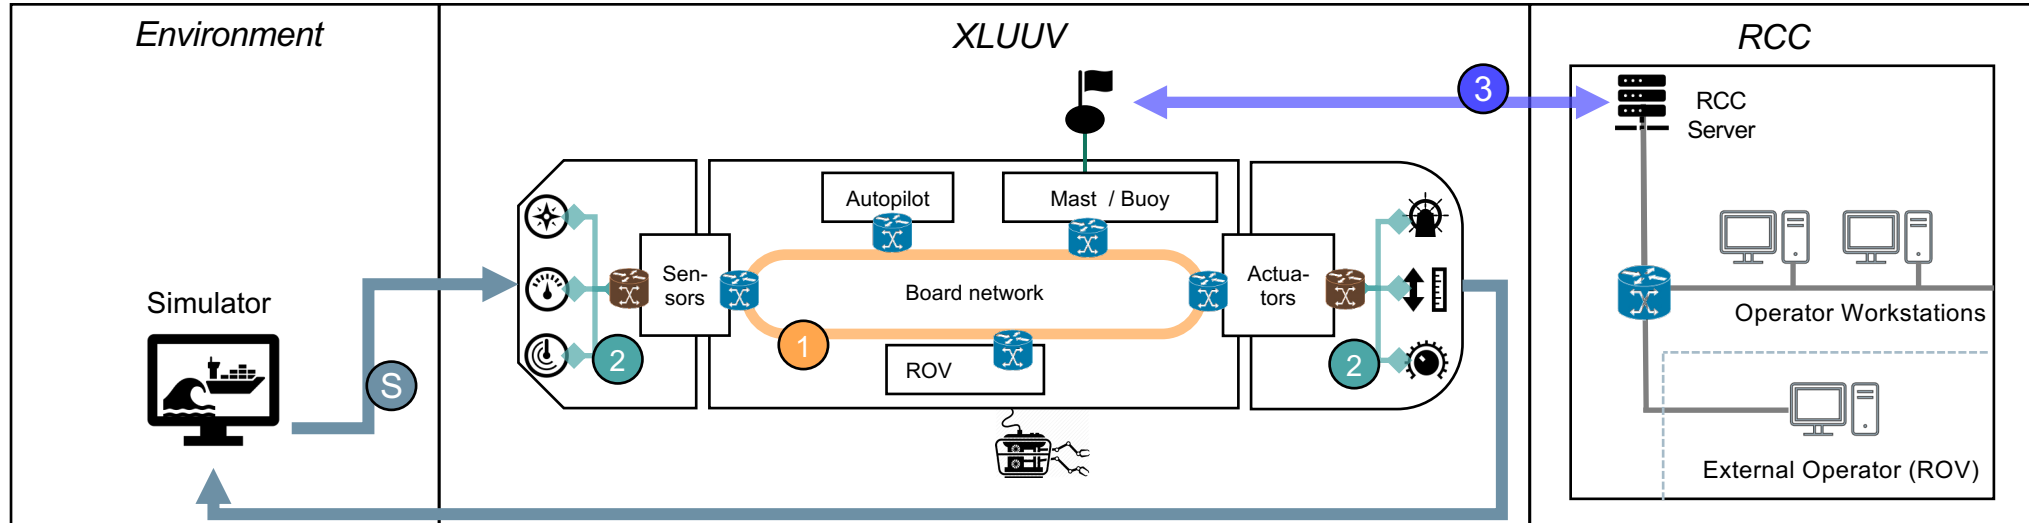 Environment
XLUUV
RCC
3
RCC
Server
Autopilot
Mast / Buoy
Sen-
sors
Board network
Actua-
tors
Simulator
Operator Workstations
1
2
2
ROV
S
External Operator (ROV)